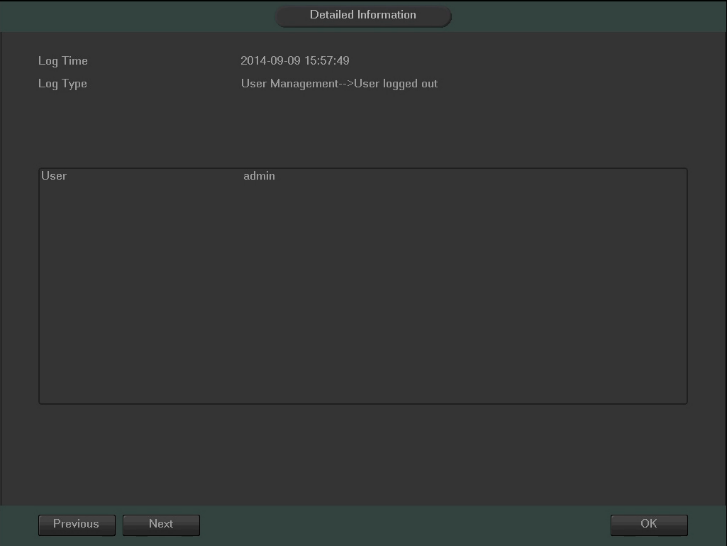 Detailed Information
Log Time 2014-09-09 15:57:49
Log Type User Management-->User logged out
User admin
Previous Next OK